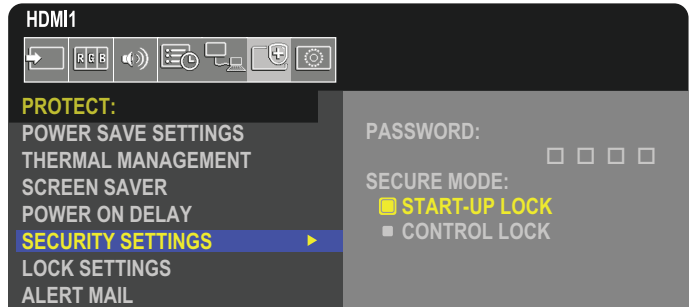 HDMI1
RGB
PROTECT:
POWER SAVE SETTINGS
THERMAL MANAGEMENT
SCREEN SAVER
POWER ON DELAY
SECURITY SETTINGS
LOCK SETTINGS
ALERT MAIL
PASSWORD:
SECURE MODE:
START-UP LOCK
CONTROL LOCK